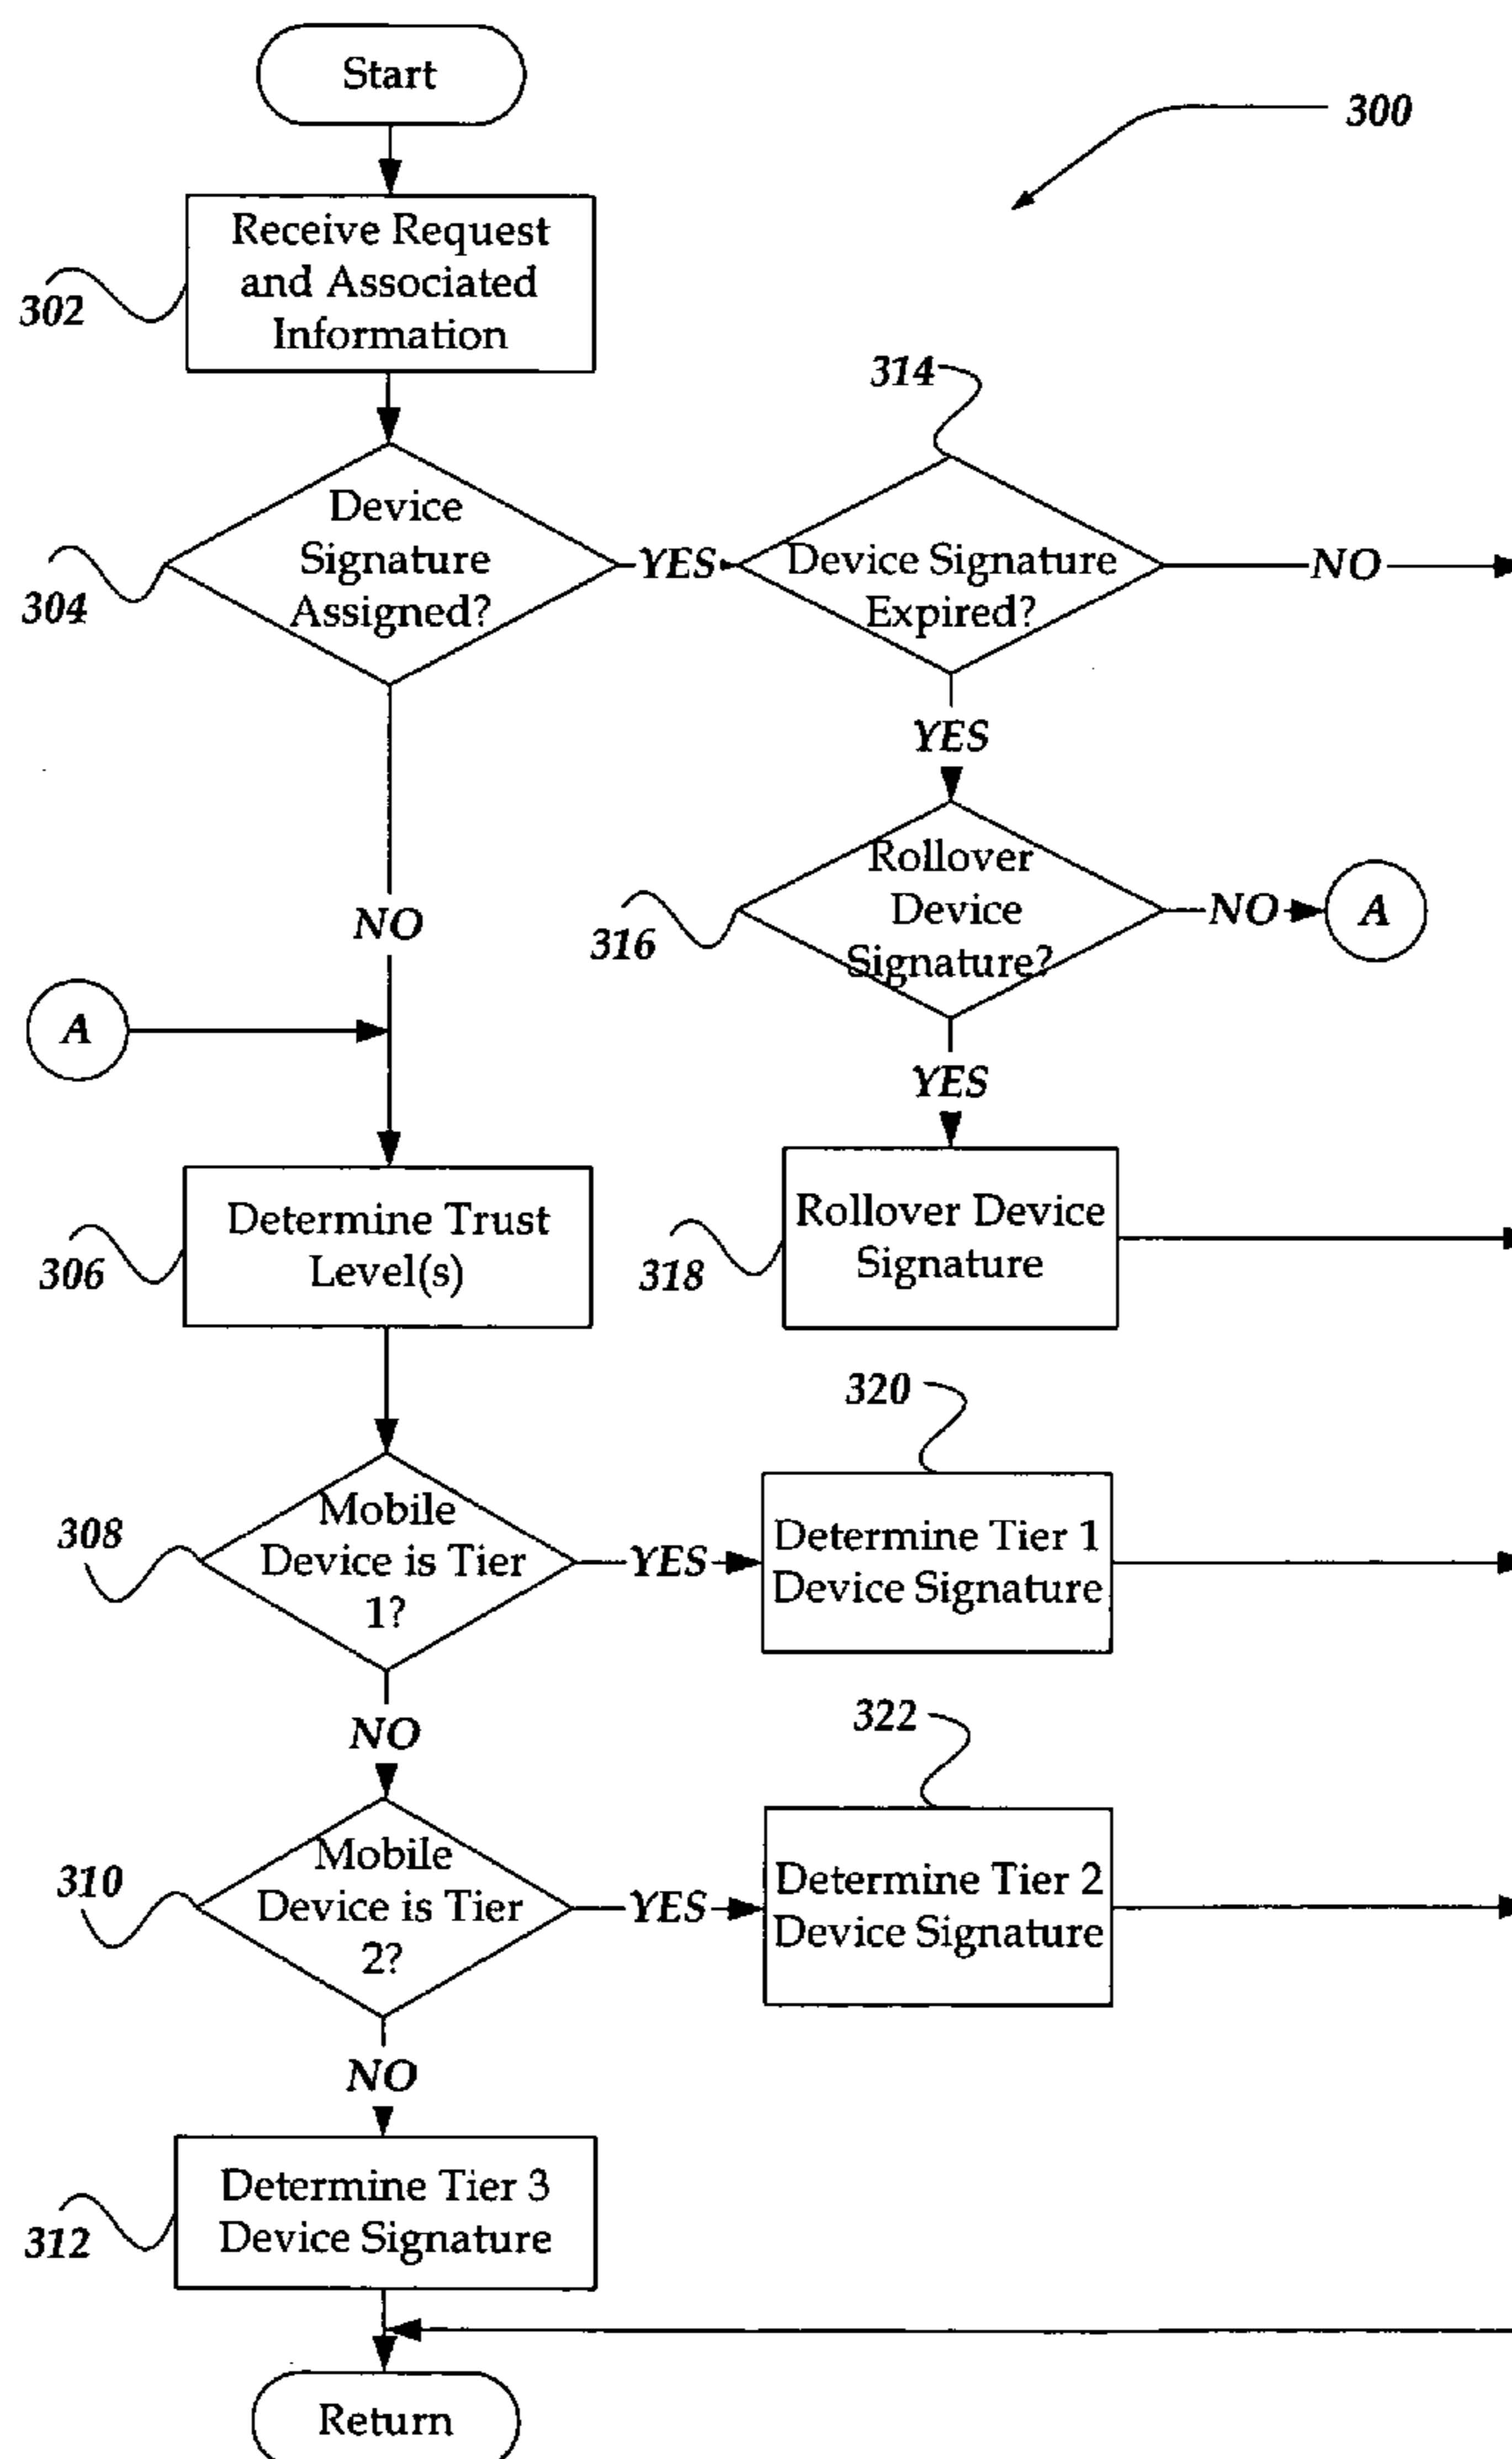 Start
300
Receive Request
and Associated
Information
302
314
Device
Signature
Assigned?
304
YES
Device Signature
Expired?
NO
YES
NO
Rollover
Device
Signature?
316
NO
A
A
YES
Determine Trust
Level(s)
306
Rollover Device
Signature
318
320
308
Mobile
Device is Tier
1?
YES
Determine Tier 1
Device Signature
NO
322
310
Mobile
Device is Tier
2?
YES
Determine Tier 2
Device Signature
NO
Determine Tier 3
Device Signature
312
Return